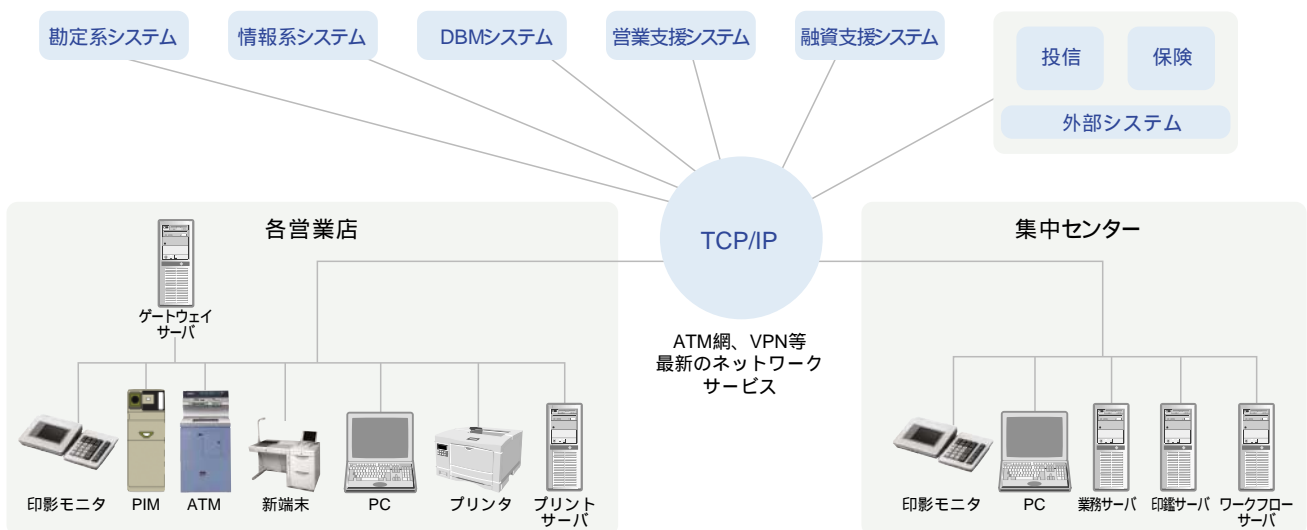 勘定系システム
情報系システム
DBMシステム
営業支援システム
融資支援システム
投信
保険
外部システム
各営業店
TCP/IP
集中センター
ゲートウェイ
サーバ
ATM網、VPN等
最新のネットワーク
サービス
印影モニタ
PIM
ATM
新端末
PC
プリンタ
プリント
サーバ
印影モニタ
PC
業務サーバ
印鑑サーバ
ワークフロー
サーバ